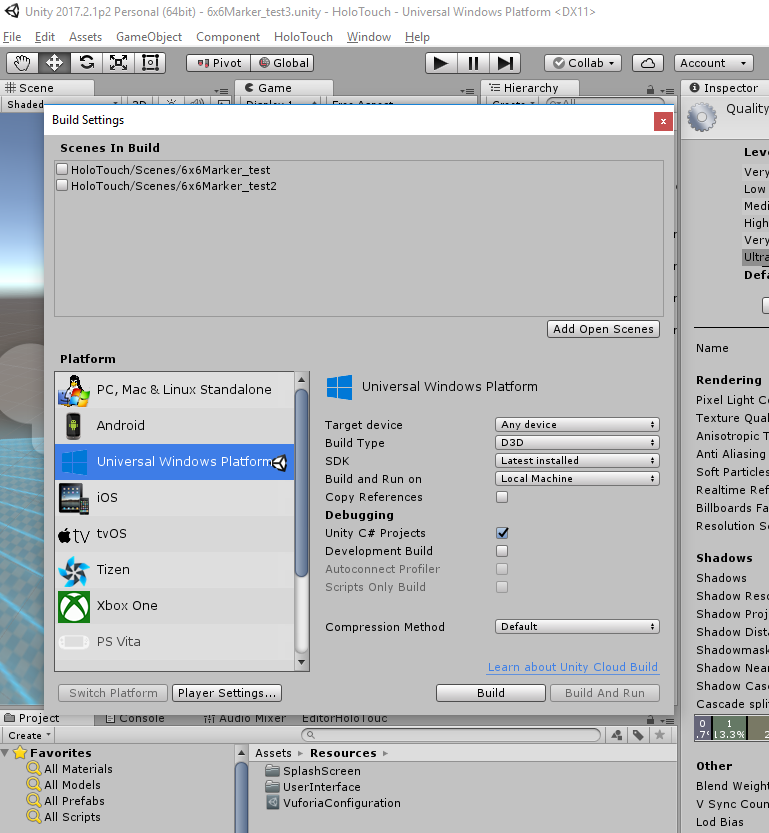 Unity 2017.2.1p2 Personal (64bit) - 6x6Marker_test3.unity - HoloTouch - Universal Windows Platform <DX11>
File Edit Assets GameObject Component HoloTouch Window Help
Pivot Global Collab Account
Scene Game Hierarchy Inspector
Shaded
Build Settings
Quality
Scenes In Build
HoloTouch/Scenes/6x6Marker_test
HoloTouch/Scenes/6x6Marker_test2
Leve
Very
Low
Medi
High
Very
Ultra
Defa
Add Open Scenes
Name
Platform
PC, Mac & Linux Standalone
Android
Universal Windows Platform
iOS
tvOS
Tizen
Xbox One
PS Vita
Universal Windows Platform
Target device Any device
Build Type D3D
SDK Latest installed
Build and Run on Local Machine
Copy References
Debugging
Unity C# Projects
Development Build
Autoconnect Profiler
Scripts Only Build
Compression Method Default
Learn about Unity Cloud Build
Switch Platform Player Settings... Build Build And Run
Rendering
Pixel Light Co
Texture Qual
Anisotropic T
Anti Aliasing
Soft Particles
Realtime Ref
Billboards Fa
Resolution Sc
Shadows
Shadows
Shadow Reso
Shadow Proj
Shadow Dista
Shadowmask
Shadow Near
Shadow Casc
Cascade split
0 1 2
.7% 13.3%
Project Console Audio Mixer EditorHoloTouc
Create
Favorites
All Materials
All Models
All Prefabs
All Scripts
Assets Resources
SplashScreen
UserInterface
VuforiaConfiguration
Other
Blend Weight
V Sync Coun
Lod Bias